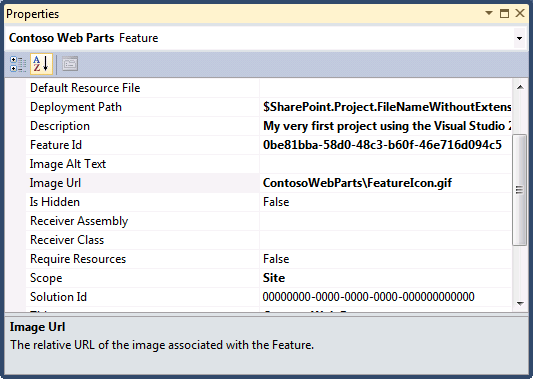 Properties
Contoso Web Parts Feature
Default Resource File
Deployment Path $SharePoint.Project.FileNameWithoutExtens
Description My very first project using the Visual Studio
Feature Id 0be81bba-58d0-48c3-b60f-46e716d094c5
Image Alt Text
Image Url ContosoWebParts\FeatureIcon.gif
Is Hidden False
Receiver Assembly
Receiver Class
Require Resources False
Scope Site
Solution Id 00000000-0000-0000-0000-000000000000
Image Url
The relative URL of the image associated with the Feature.